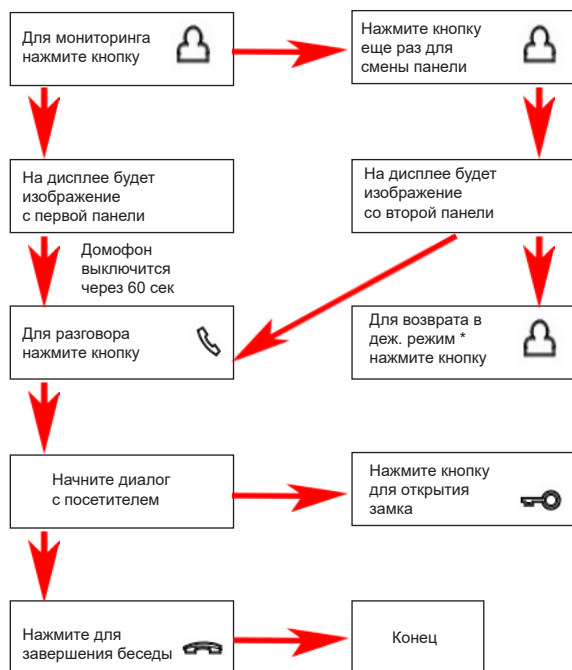 Для мониторинга
нажмите кнопку
Нажмите кнопку
еще раз для
смены панели
На дисплее будет
изображение
с первой панели
На дисплее будет
изображение
со второй панели
Домофон
выключится
через 60 сек
Для разговора
нажмите кнопку
Для возврата в
деж. режим *
нажмите кнопку
Начните диалог
с посетителем
Нажмите кнопку
для открытия
замка
Нажмите для
завершения беседы
Конец